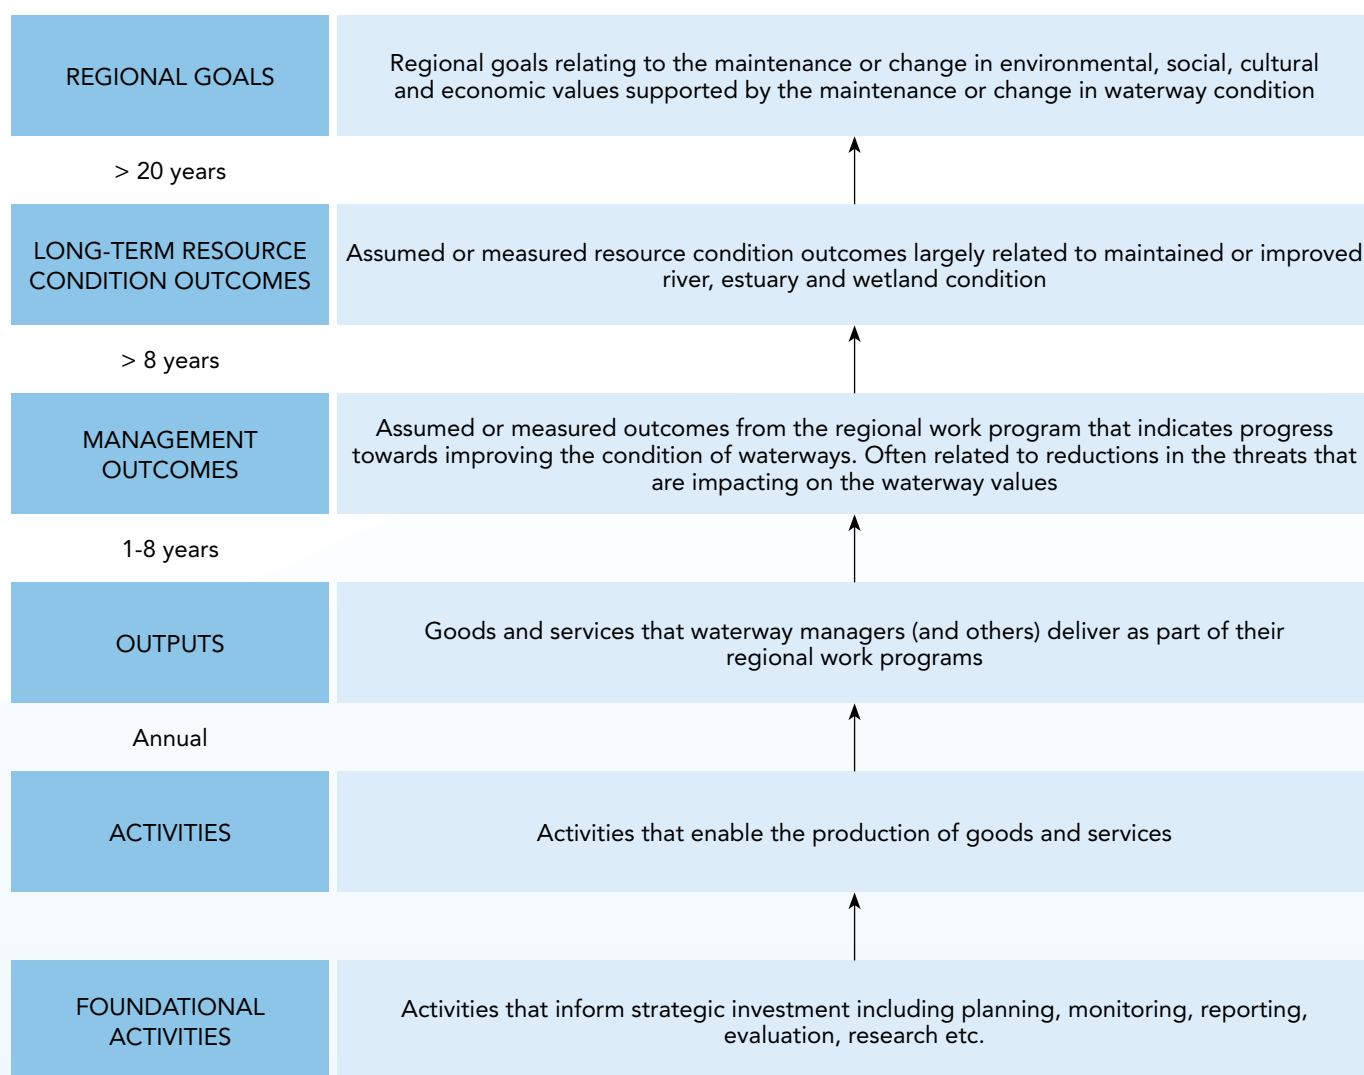 REGIONAL GOALS
Regional goals relating to the maintenance or change in environmental, social, cultural
and economic values supported by the maintenance or change in waterway condition
> 20 years
LONG-TERM RESOURCE
CONDITION OUTCOMES
Assumed or measured resource condition outcomes largely related to maintained or improved
river, estuary and wetland condition
> 8 years
MANAGEMENT
OUTCOMES
Assumed or measured outcomes from the regional work program that indicates progress
towards improving the condition of waterways. Often related to reductions in the threats that
are impacting on the waterway values
1-8 years
OUTPUTS
Goods and services that waterway managers (and others) deliver as part of their
regional work programs
Annual
ACTIVITIES
Activities that enable the production of goods and services
FOUNDATIONAL
ACTIVITIES
Activities that inform strategic investment including planning, monitoring, reporting,
evaluation, research etc.